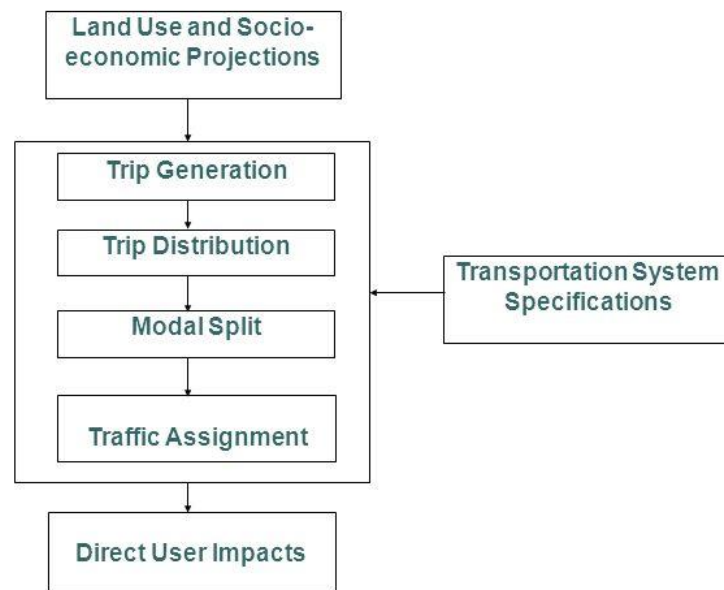 Land Use and Socio-
economic Projections
Trip Generation
Trip Distribution
Modal Split
Traffic Assignment
Transportation System
Specifications
Direct User Impacts